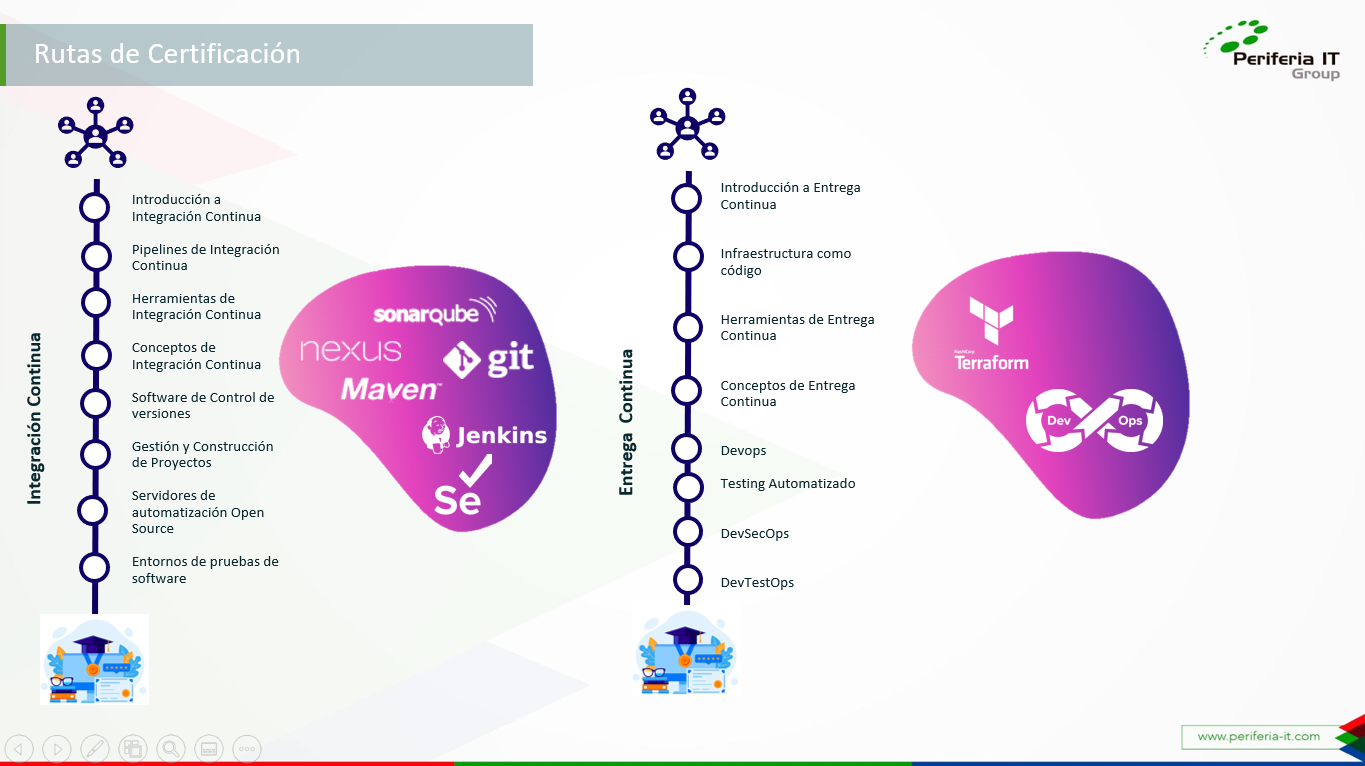 Rutas de Certificación
Periferia IT
Group
Integración Continua
Introducción a
Integración Continua
Pipelines de Integración
Continua
Herramientas de
Integración Continua
Conceptos de
Integración Continua
Software de Control de
versiones
Gestión y Construcción
de Proyectos
Servidores de
automatización Open
Source
Entornos de pruebas de
software
sonarqube
nexus
git
Maven™
Jenkins
Se
Entrega Continua
Introducción a Entrega
Continua
Infraestructura como
código
Herramientas de Entrega
Continua
Conceptos de Entrega
Continua
Devops
Testing Automatizado
DevSecOps
DevTestOps
HashiCorp
Terraform
Dev
Ops
www.periferia-it.com